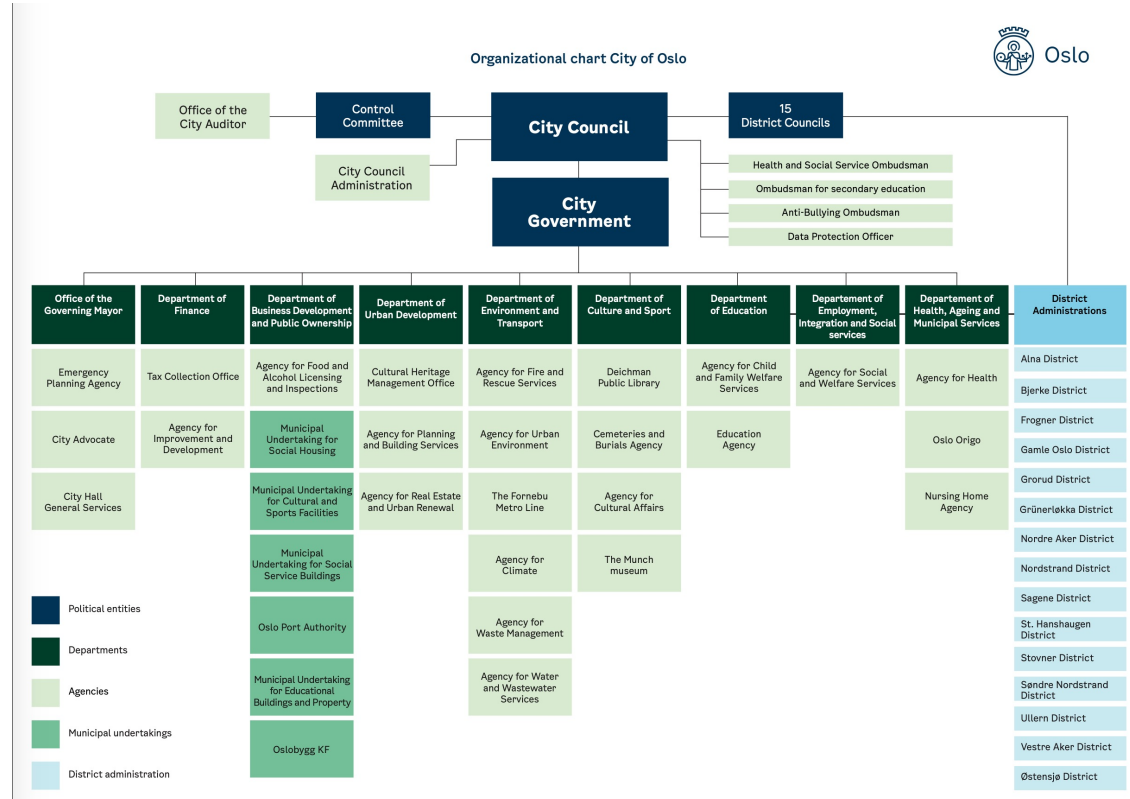 Organizational chart City of Oslo
Oslo
Office of the
City Auditor
Control
Committee
City Council
15
District Councils
City Council
Administration
City
Government
Health and Social Service Ombudsman
Ombudsman for secondary education
Anti-Bullying Ombudsman
Data Protection Officer
Office of the
Governing Mayor
Emergency
Planning Agency
City Advocate
City Hall
General Services
Department of
Finance
Tax Collection Office
Agency for
Improvement and
Development
Department of
Business Development
and Public Ownership
Agency for Food and
Alcohol Licensing
and Inspections
Municipal
Undertaking for
Social Housing
Municipal Undertaking
for Cultural and
Sports Facilities
Municipal
Undertaking for Social
Service Buildings
Oslo Port Authority
Municipal Undertaking
for Educational
Buildings and Property
Oslobygg KF
Department of
Urban Development
Cultural Heritage
Management Office
Agency for Planning
and Building Services
Agency for Real Estate
and Urban Renewal
Department of
Environment and
Transport
Agency for Fire and
Rescue Services
Agency for Urban
Environment
The Fornebu
Metro Line
Agency for
Climate
Agency for
Waste Management
Agency for Water
and Wastewater
Services
Department of
Culture and Sport
Deichman
Public Library
Cemeteries and
Burials Agency
Agency for
Cultural Affairs
The Munch
museum
Department
of Education
Agency for Child
and Family Welfare
Services
Education
Agency
Departement of
Employment,
Integration and Social
services
Agency for Social
and Welfare Services
Departement of
Health, Ageing and
Municipal Services
Agency for Health
Oslo Origo
Nursing Home
Agency
District
Administrations
Alna District
Bjerke District
Frogner District
Gamle Oslo District
Grorud District
Grünerløkka District
Nordre Aker District
Nordstrand District
Sagene District
St. Hanshaugen
District
Stovner District
Søndre Nordstrand
District
Ullern District
Vestre Aker District
Østensjø District
Political entities
Departments
Agencies
Municipal undertakings
District administration